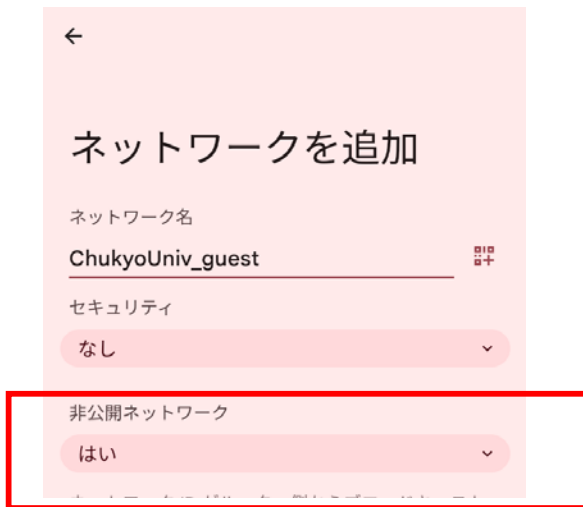 ネットワークを追加
ネットワーク名
ChukyoUniv_guest
セキュリティ
なし
非公開ネットワーク
はい